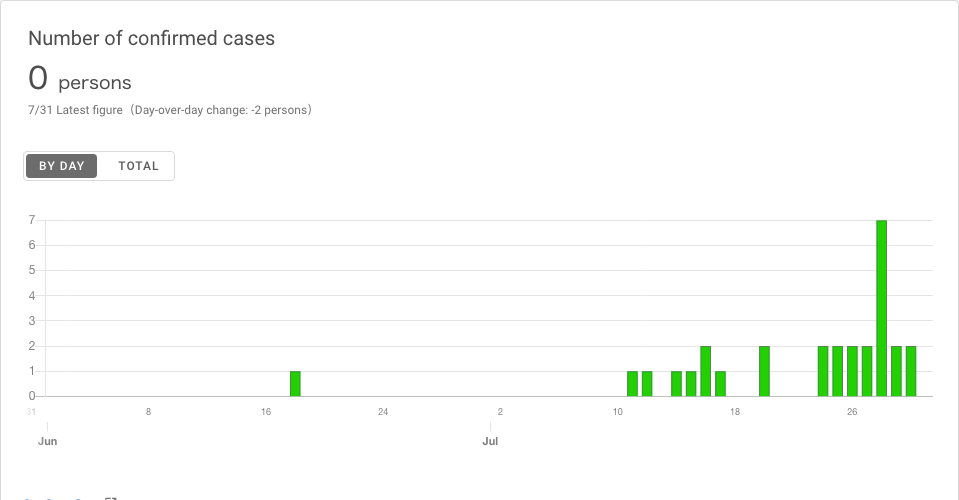 Number of confirmed cases
0 persons
7/31 Latest figure（Day-over-day change: -2 persons）
BY DAY TOTAL
7
6
5
4
3
2
1
0
31 8 16 24 2 10 18 26
Jun Jul